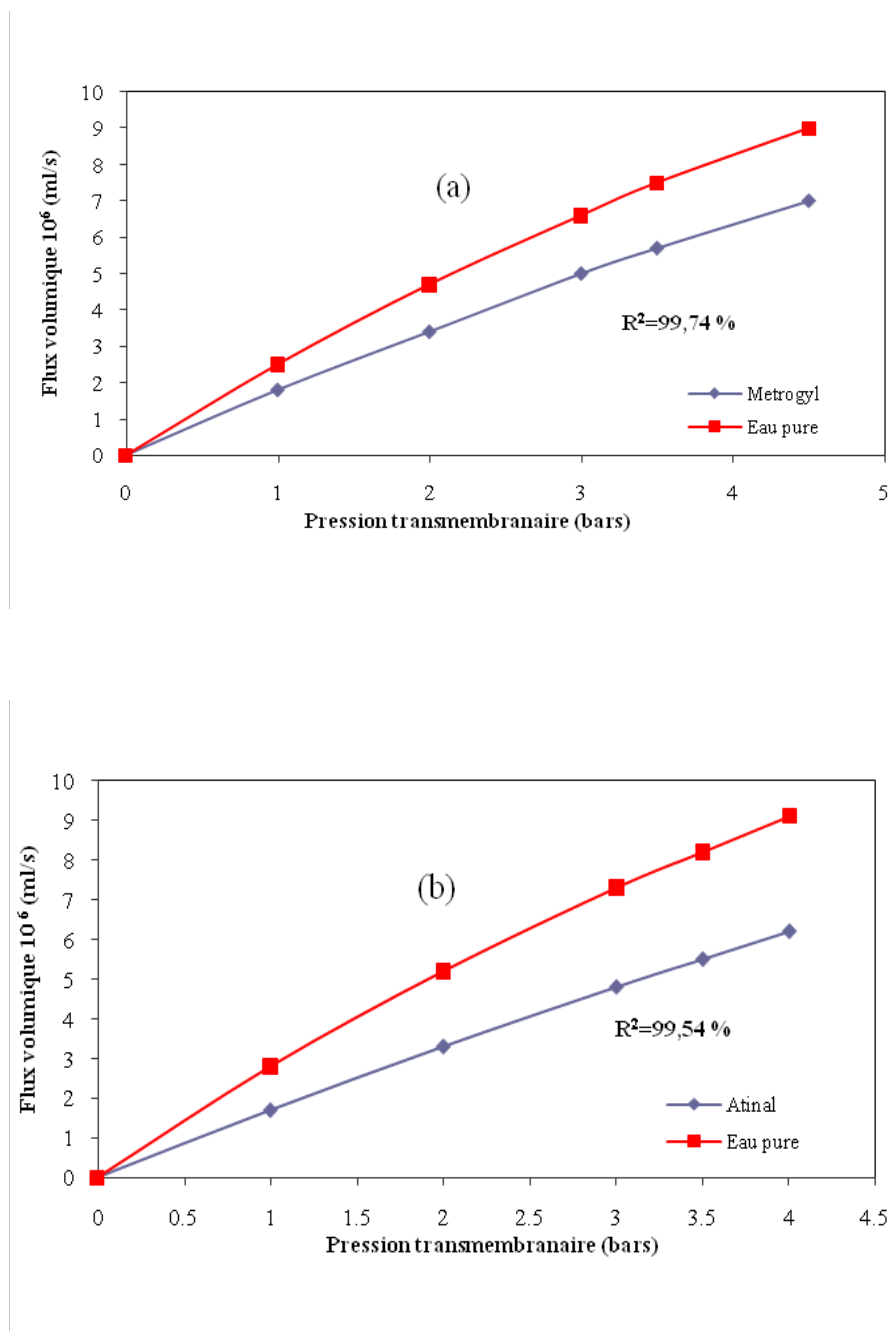 10
9
8
7
6
5
4
3
2
1
0
Flux volumique 10⁶ (ml/s)
(a)
R²=99,74 %
Metrogyl
Eau pure
0 1 2 3 4 5
Pression transmembranaire (bars)
10
9
8
7
6
5
4
3
2
1
0
Flux volumique 10⁶ (ml/s)
(b)
R²=99,54 %
Atinal
Eau pure
0 0.5 1 1.5 2 2.5 3 3.5 4 4.5
Pression transmembranaire (bars)